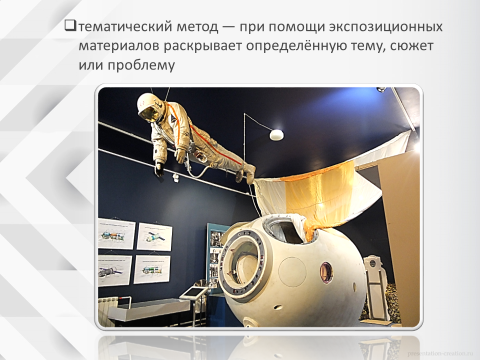 ❑тематический метод — при помощи экспозиционных
материалов раскрывает определённую тему, сюжет
или проблему